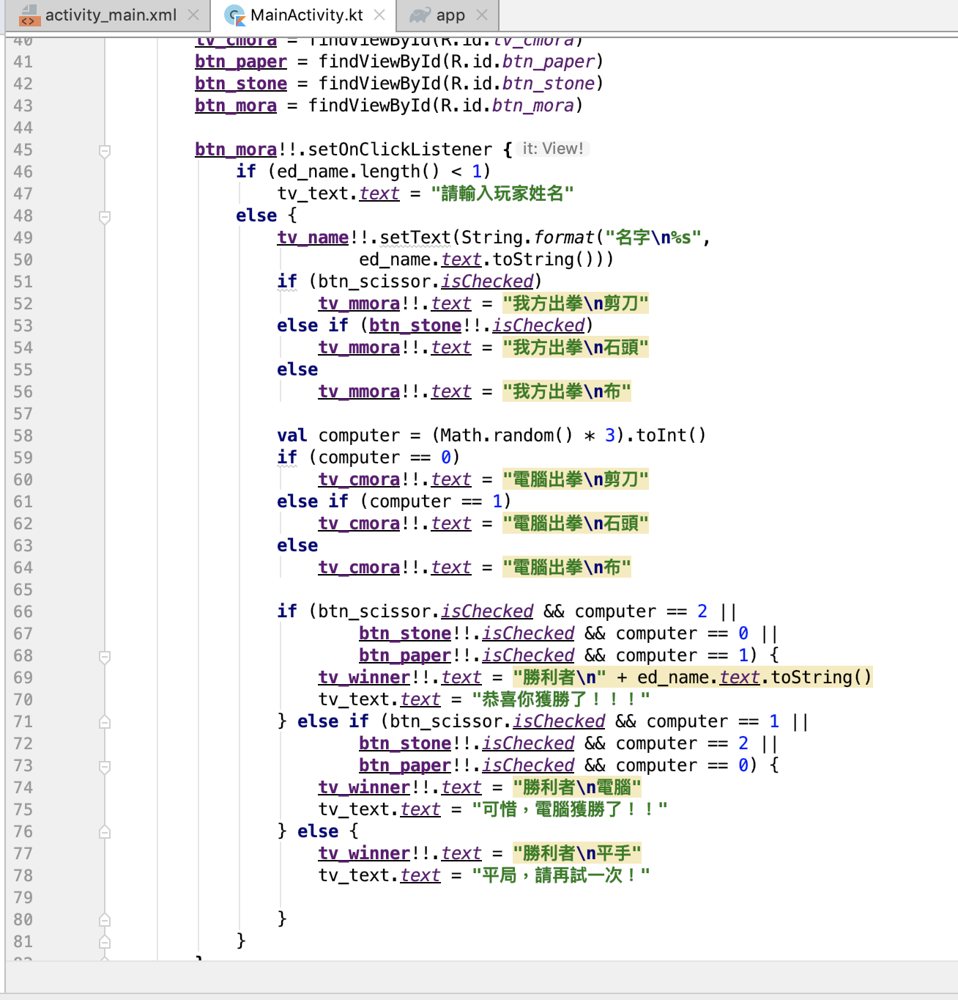 activity_main.xml MainActivity.kt app
40 tv_cmora = findViewById(R.id.tv_cmora)
41 btn_paper = findViewById(R.id.btn_paper)
42 btn_stone = findViewById(R.id.btn_stone)
43 btn_mora = findViewById(R.id.btn_mora)
44
45 btn_mora!!.setOnClickListener { it: View!
46 if (ed_name.length() < 1)
47 tv_text.text = "請輸入玩家姓名"
48 else {
49 tv_name!!.setText(String.format("名字\n%s",
50 ed_name.text.toString()))
51 if (btn_scissor.isChecked)
52 tv_mmora!!.text = "我方出拳\n剪刀"
53 else if (btn_stone!!.isChecked)
54 tv_mmora!!.text = "我方出拳\n石頭"
55 else
56 tv_mmora!!.text = "我方出拳\n布"
57
58 val computer = (Math.random() * 3).toInt()
59 if (computer == 0)
60 tv_cmora!!.text = "電腦出拳\n剪刀"
61 else if (computer == 1)
62 tv_cmora!!.text = "電腦出拳\n石頭"
63 else
64 tv_cmora!!.text = "電腦出拳\n布"
65
66 if (btn_scissor.isChecked && computer == 2 ||
67 btn_stone!!.isChecked && computer == 0 ||
68 btn_paper!!.isChecked && computer == 1) {
69 tv_winner!!.text = "勝利者\n" + ed_name.text.toString()
70 tv_text.text = "恭喜你獲勝了！！！"
71 } else if (btn_scissor.isChecked && computer == 1 ||
72 btn_stone!!.isChecked && computer == 2 ||
73 btn_paper!!.isChecked && computer == 0) {
74 tv_winner!!.text = "勝利者\n電腦"
75 tv_text.text = "可惜，電腦獲勝了！！"
76 } else {
77 tv_winner!!.text = "勝利者\n平手"
78 tv_text.text = "平局，請再試一次！"
79
80 }
81 }
82 }